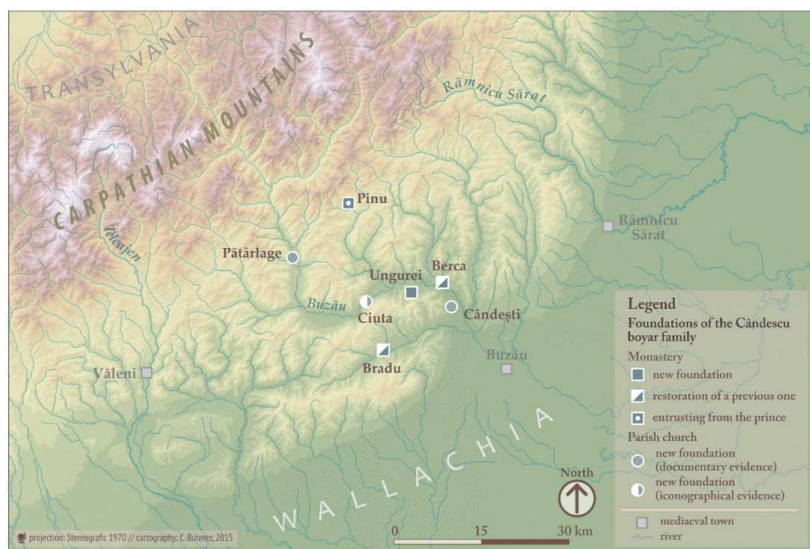 TRANSYLVANIA
CARPATHIAN MOUNTAINS
Râmnicu Sărat
Teleajen
Pinu
Râmnicu
Sărat
Pătârlage
Ungurei
Berca
Buzău
Ciuta
Cândești
Bradu
Buzău
Văleni
WALLACHIA
Legend
Foundations of the Cândescu
boyar family
Monastery
new foundation
restoration of a previous one
entrusting from the prince
Parish church
new foundation
(documentary evidence)
new foundation
(iconographical evidence)
mediaeval town
river
North
0 15 30 km
projection: Stereografic 1970 // cartography: C. Buterez, 2015